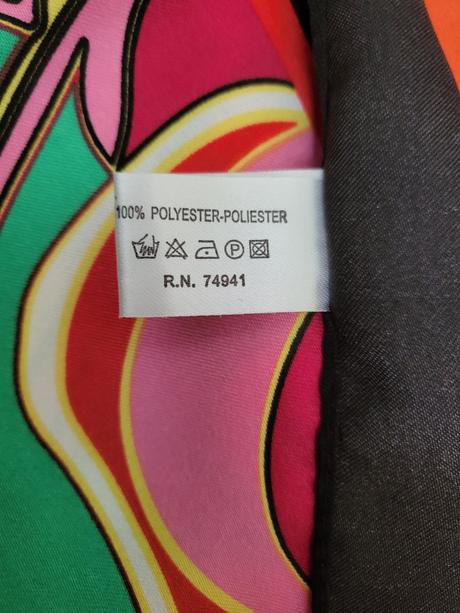 100% POLYESTER-POLIESTER
P
R.N. 74941